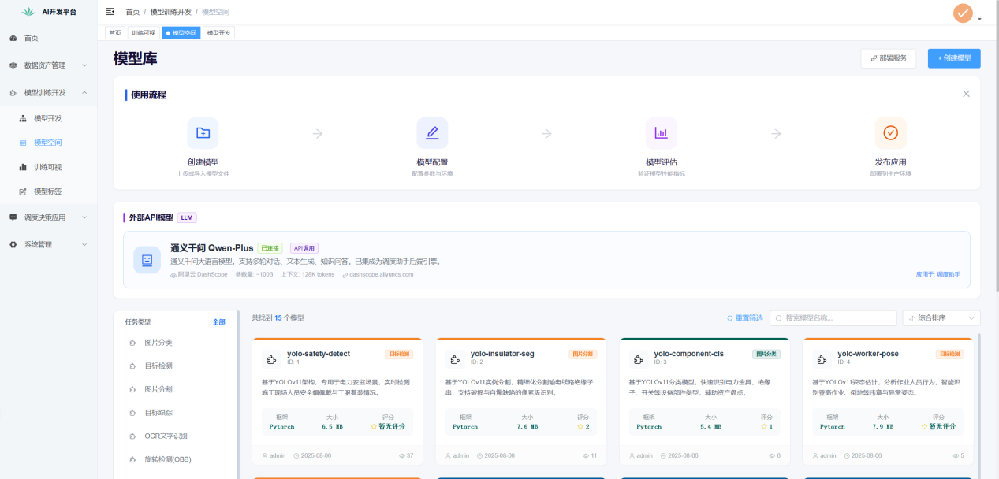 AI开发平台
首页 / 模型训练开发 / 模型空间
首页 训练可视 模型空间 模型开发
首页
数据资产管理
模型训练开发
模型开发
模型空间
训练可视
模型标签
调度决策应用
系统管理
模型库
部署服务
+ 创建模型
使用流程
创建模型
上传或导入模型文件
模型配置
配置参数与环境
模型评估
验证模型性能指标
发布应用
部署到生产环境
外部API模型 LLM
通义千问 Qwen-Plus 已连接 API调用
通义千问大语言模型，支持多轮对话、文本生成、知识问答。已集成为调度助手后端引擎。
阿里云 DashScope 参数量: ~100B 上下文: 128K tokens dashscope.aliyuncs.com
应用于: 调度助手
任务类型 全部
图片分类
目标检测
图片分割
目标跟踪
OCR文字识别
旋转检测(OBB)
共找到 15 个模型
重置筛选
搜索模型名称...
综合排序
yolo-safety-detect 目标检测
ID: 1
基于YOLOv11架构，专用于电力安监场景，实时检测
施工现场人员安全帽佩戴与工服着装情况。
框架 大小 评分
Pytorch 6.5 MB 暂无评分
admin 2025-08-06 37
yolo-insulator-seg 图片分割
ID: 2
基于YOLOv11实例分割，精细化分割输电线路绝缘子
串，支持破损与自爆缺陷的像素级识别。
框架 大小 评分
Pytorch 7.6 MB 2
admin 2025-08-06 11
yolo-component-cls 图片分类
ID: 3
基于YOLOv11分类模型，快速识别电力金具、绝缘
子、开关等设备部件类型，辅助资产盘点。
框架 大小 评分
Pytorch 5.4 MB 1
admin 2025-08-06 6
yolo-worker-pose 目标检测
ID: 4
基于YOLOv11姿态估计，分析作业人员行为，智能识
别登高作业、倒地等违章与异常姿态。
框架 大小 评分
Pytorch 7.9 MB 暂无评分
admin 2025-08-06 5